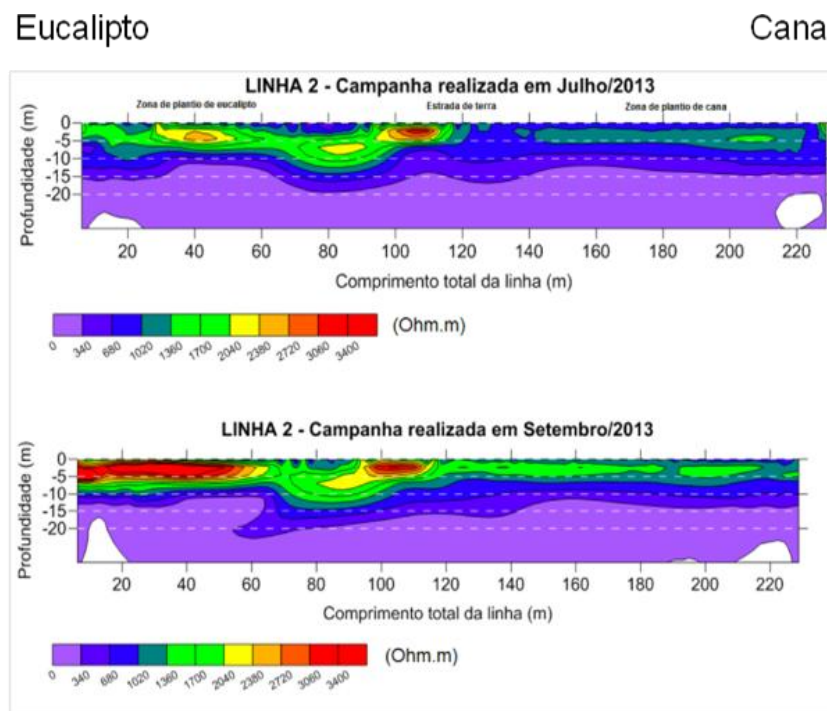 Eucalipto Cana
LINHA 2 - Campanha realizada em Julho/2013
Zona de plantio de eucalipto Estrada de terra Zona de plantio de cana
Profundidade (m)
0
-5
-10
-15
-20
20 40 60 80 100 120 140 160 180 200 220
Comprimento total da linha (m)
(Ohm.m)
0 340 680 1020 1360 1700 2040 2380 2720 3060 3400
LINHA 2 - Campanha realizada em Setembro/2013
Profundidade (m)
0
-5
-10
-15
-20
20 40 60 80 100 120 140 160 180 200 220
Comprimento total da linha (m)
(Ohm.m)
0 340 680 1020 1360 1700 2040 2380 2720 3060 3400